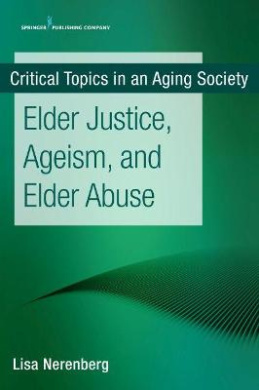 SPRINGER PUBLISHING COMPANY
Critical Topics in an Aging Society
Elder Justice,
Ageism, and
Elder Abuse
Lisa Nerenberg